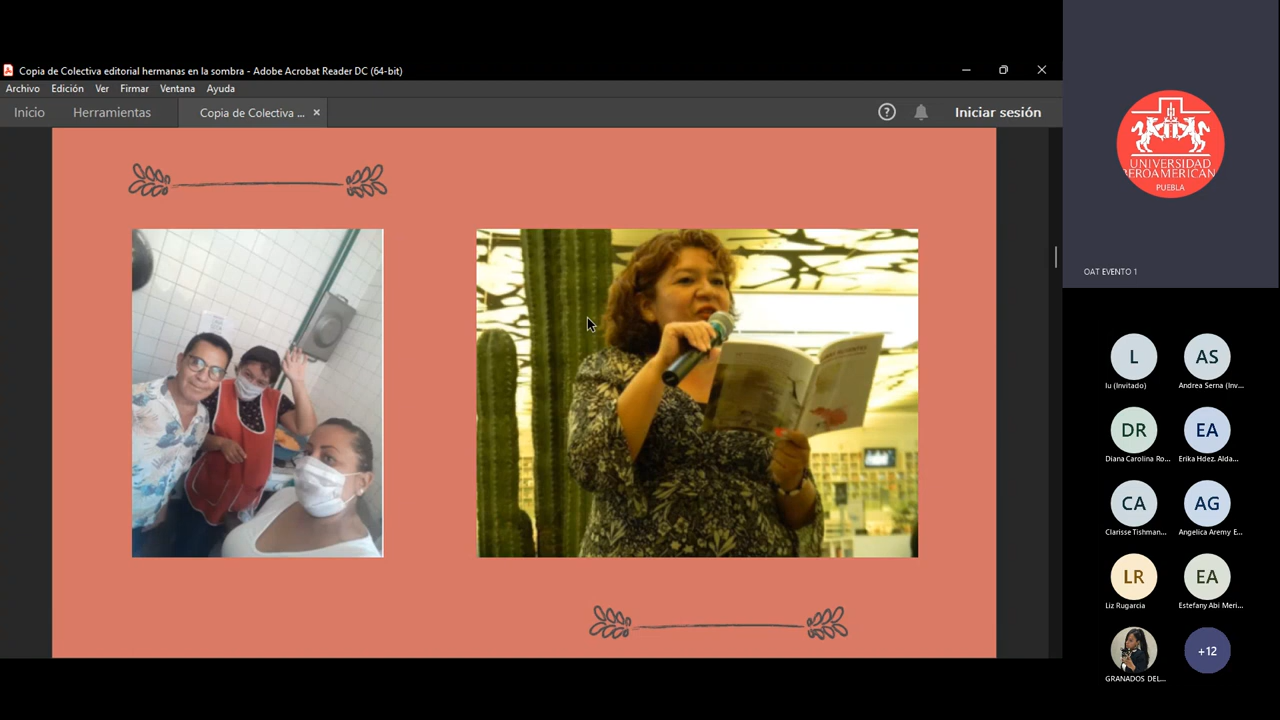 Copia de Colectiva editorial hermanas en la sombra - Adobe Acrobat Reader DC (64-bit)
Archivo Edición Ver Firmar Ventana Ayuda
Inicio Herramientas Copia de Colectiva ... × ? Iniciar sesión
UNIVERSIDAD
IBEROAMERICANA
PUEBLA
OAT EVENTO 1
L AS
lu (Invitado) Andrea Serna (Inv...
DR EA
Diana Carolina Ro... Erika Hdez. Alda...
CA AG
Clarisse Tishman... Angelica Aremy E...
LR EA
Liz Rugarcia Estefany Abi Meri...
+12
GRANADOS DEL...